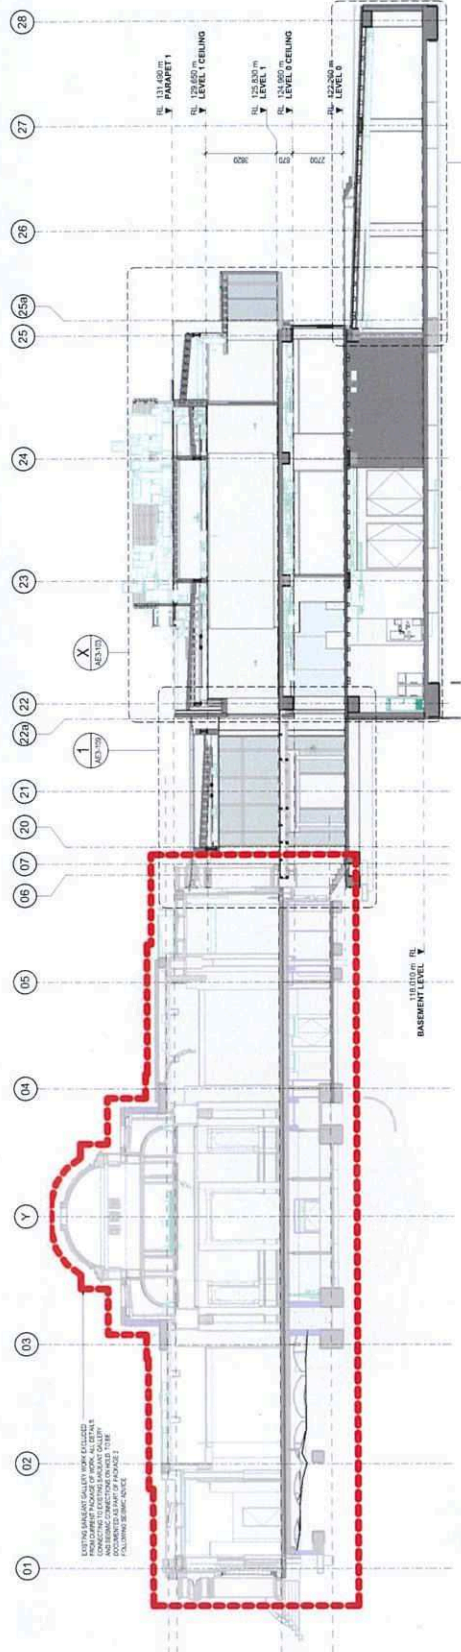 28
27
26
25a
25
24
23
22
22a
21
20
07
06
05
04
Y
03
02
01
RL 131.490 m
PARAPET 1
RL 129.650 m
LEVEL 1 CEILING
RL 125.830 m
LEVEL 1
RL 124.960 m
LEVEL 0 CEILING
RL 122.260 m
LEVEL 0
3820
870
2700
X
1
118.010 m RL
BASEMENT LEVEL
EXISTING SARJEANT GALLERY WORK EXCLUDED
FROM CURRENT PACKAGE OF WORK. ALL DETAILS
CONNECTING TO EXISTING SARJEANT GALLERY
AND SEISMIC CONNECTIONS ON HOLD. TO BE
DOCUMENTED AS PART OF PACKAGE 2
FOLLOWING SEISMIC ADVICE